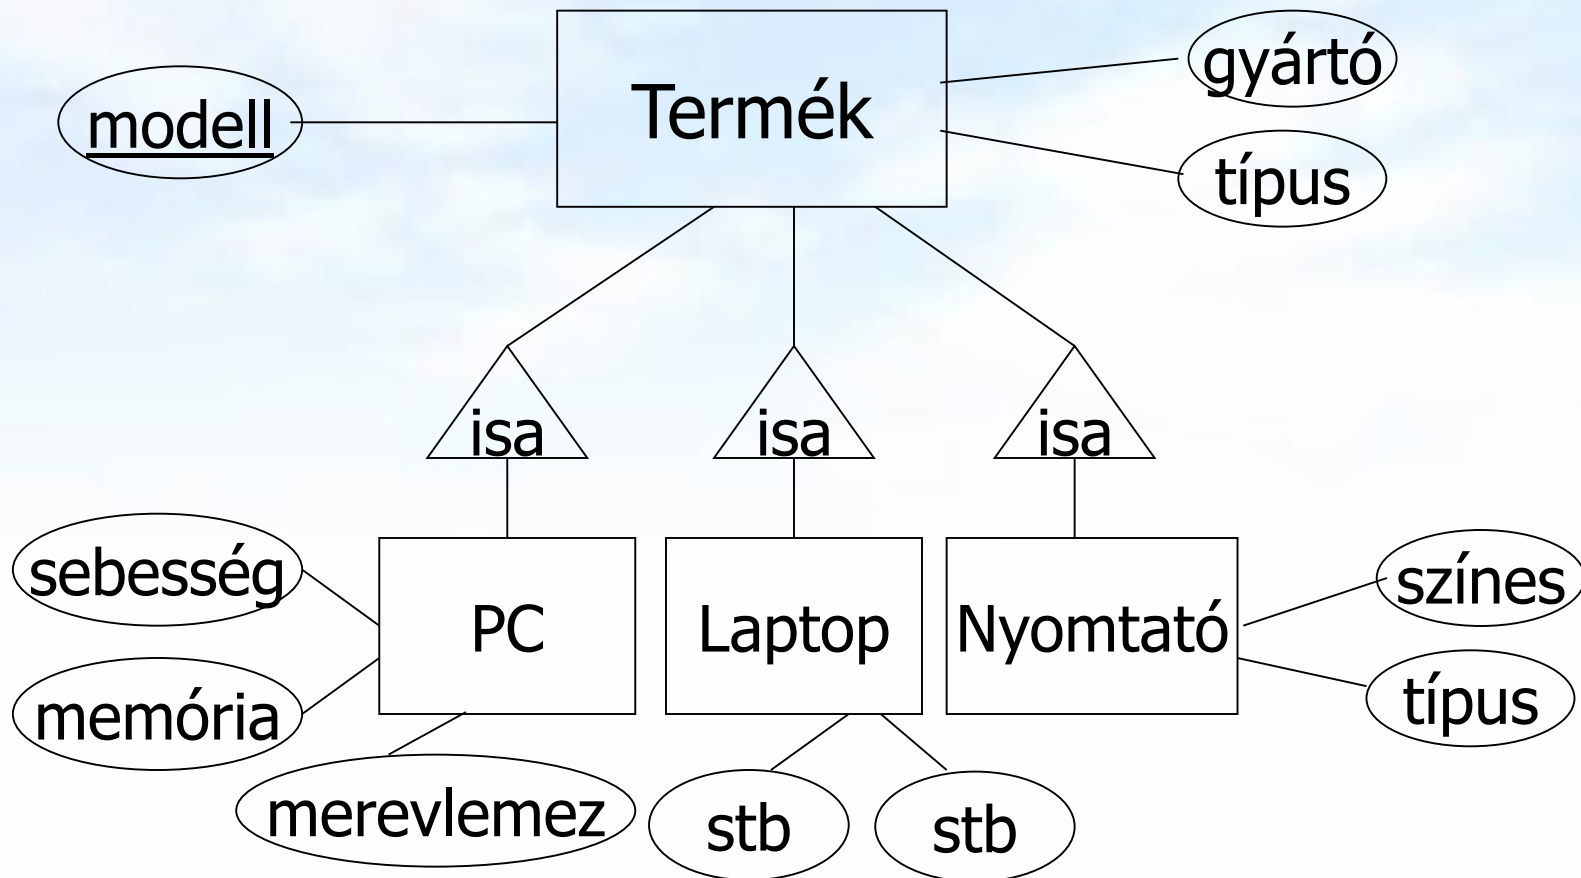 gyártó
modell
Termék
típus
isa
isa
isa
sebesség
PC
Laptop
Nyomtató
színes
memória
típus
merevlemez
stb
stb